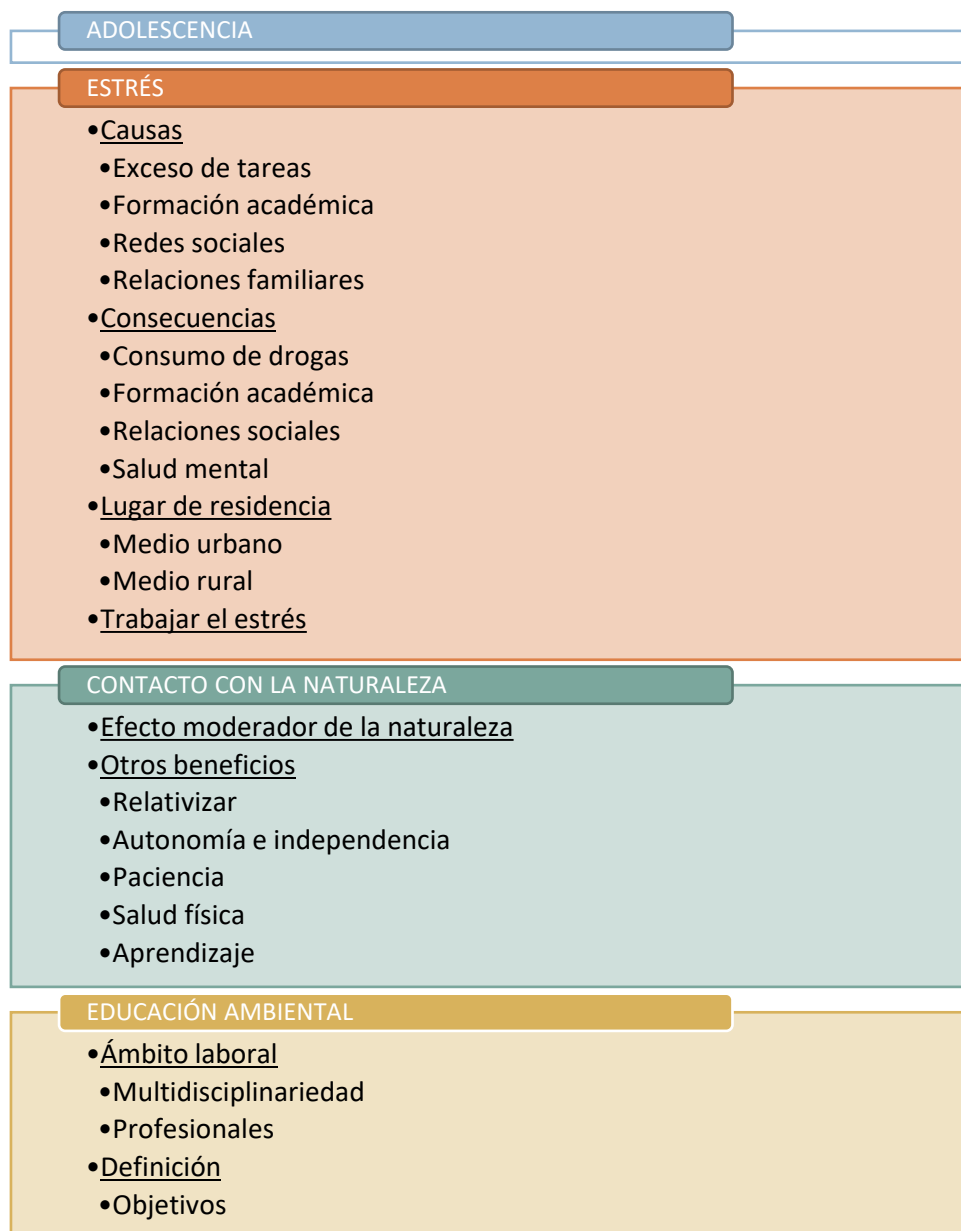 ADOLESCENCIA
ESTRÉS
•Causas
•Exceso de tareas
•Formación académica
•Redes sociales
•Relaciones familiares
•Consecuencias
•Consumo de drogas
•Formación académica
•Relaciones sociales
•Salud mental
•Lugar de residencia
•Medio urbano
•Medio rural
•Trabajar el estrés
CONTACTO CON LA NATURALEZA
•Efecto moderador de la naturaleza
•Otros beneficios
•Relativizar
•Autonomía e independencia
•Paciencia
•Salud física
•Aprendizaje
EDUCACIÓN AMBIENTAL
•Ámbito laboral
•Multidisciplinariedad
•Profesionales
•Definición
•Objetivos